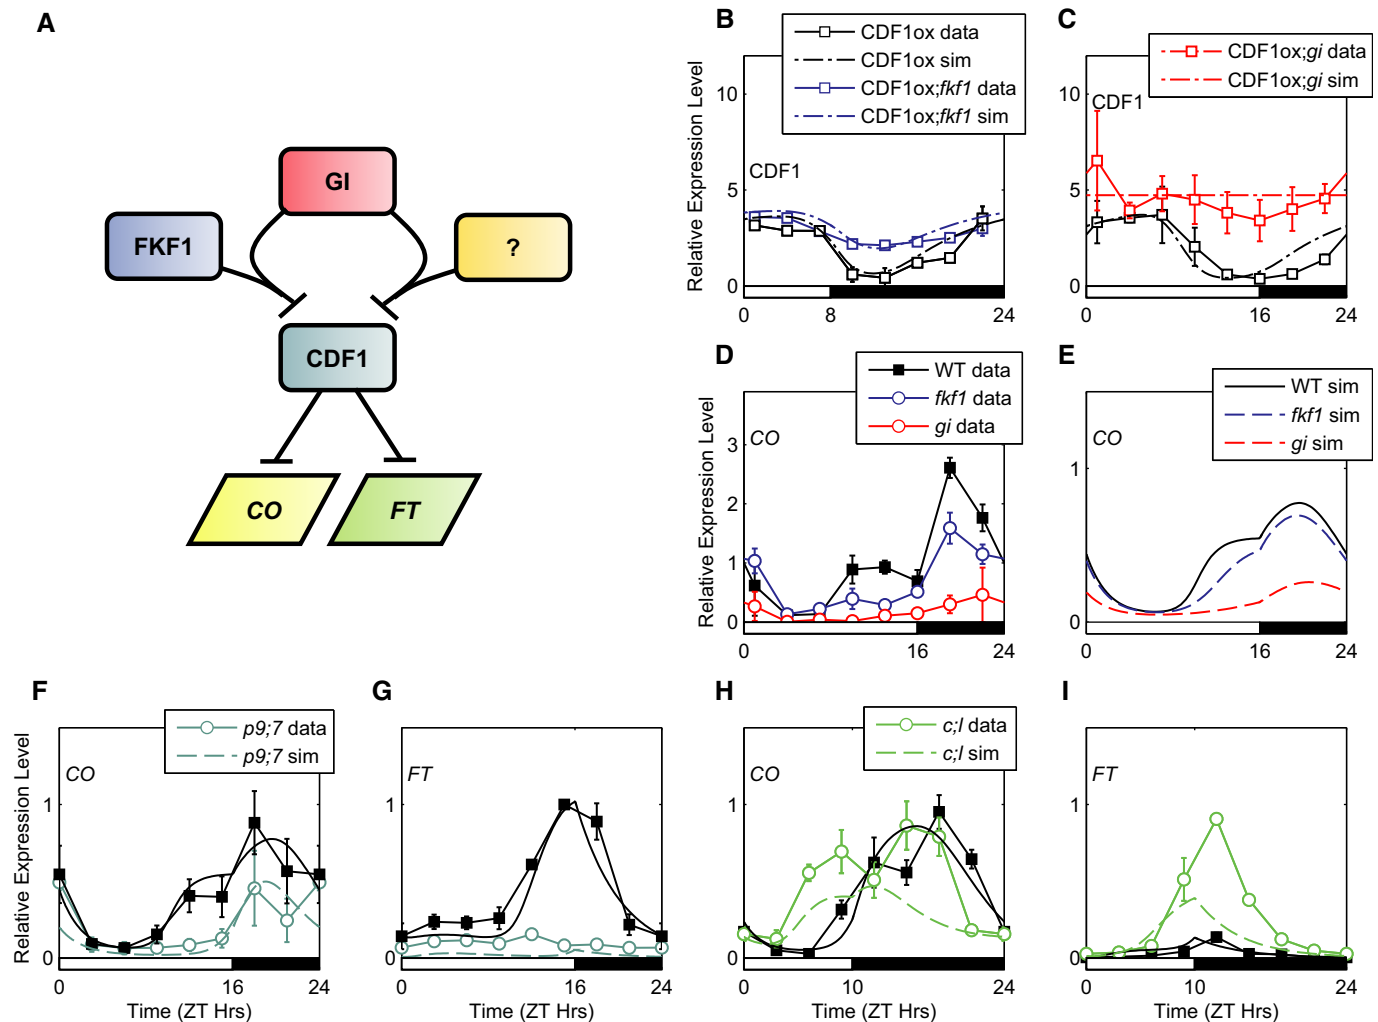 A
GI
FKF1
?
CDF1
CO
FT
B
CDF1ox data
CDF1ox sim
CDF1ox;fkf1 data
CDF1ox;fkf1 sim
CDF1
Relative Expression Level
10
5
0
0
8
24
C
CDF1ox;gi data
CDF1ox;gi sim
CDF1
10
5
0
0
16
24
D
WT data
fkf1 data
gi data
CO
Relative Expression Level
3
2
1
0
0
16
24
E
WT sim
fkf1 sim
gi sim
CO
1
0
0
16
24
F
p9;7 data
p9;7 sim
CO
Relative Expression Level
1
0
0
16
24
Time (ZT Hrs)
G
FT
1
0
0
16
24
Time (ZT Hrs)
H
c;l data
c;l sim
CO
1
0
0
10
24
Time (ZT Hrs)
I
FT
1
0
0
10
24
Time (ZT Hrs)